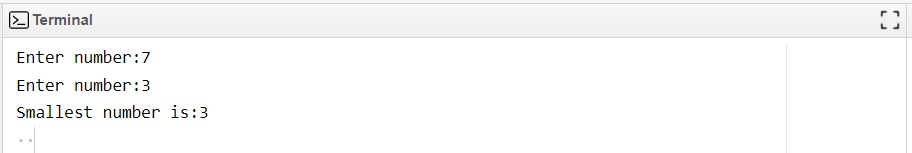 Terminal
Enter number:7
Enter number:3
Smallest number is:3